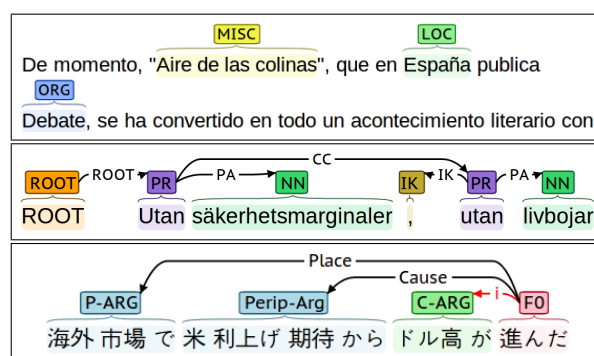 MISC LOC
De momento, "Aire de las colinas", que en España publica
ORG
Debate, se ha convertido en todo un acontecimiento literario con
CC
ROOT ROOT PR PA NN IK IK PR PA NN
ROOT Utan säkerhetsmarginaler , utan livbojar
Place
Cause
P-ARG Perip-Arg C-ARG i F0
海外 市場 で 米 利上げ 期待 から ドル高 が 進んだ